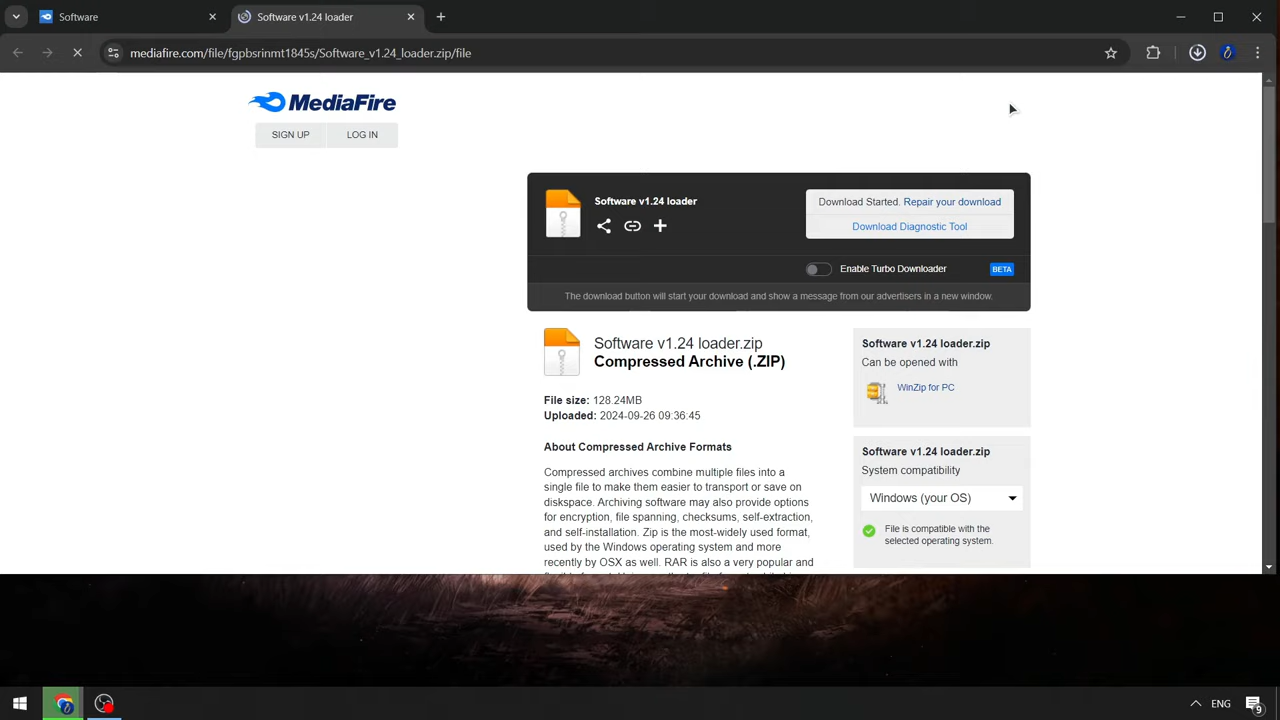 Software
Software v1.24 loader
mediafire.com/file/fgpbsrinmt1845s/Software_v1.24_loader.zip/file
MediaFire
SIGN UP
LOG IN
Software v1.24 loader
Download Started. Repair your download
Download Diagnostic Tool
Enable Turbo Downloader
BETA
The download button will start your download and show a message from our advertisers in a new window.
Software v1.24 loader.zip
Compressed Archive (.ZIP)
File size: 128.24MB
Uploaded: 2024-09-26 09:36:45
About Compressed Archive Formats
Compressed archives combine multiple files into a
single file to make them easier to transport or save on
diskspace. Archiving software may also provide options
for encryption, file spanning, checksums, self-extraction,
and self-installation. Zip is the most-widely used format,
used by the Windows operating system and more
recently by OSX as well. RAR is also a very popular and
Software v1.24 loader.zip
Can be opened with
WinZip for PC
Software v1.24 loader.zip
System compatibility
Windows (your OS)
File is compatible with the
selected operating system.
ENG
9